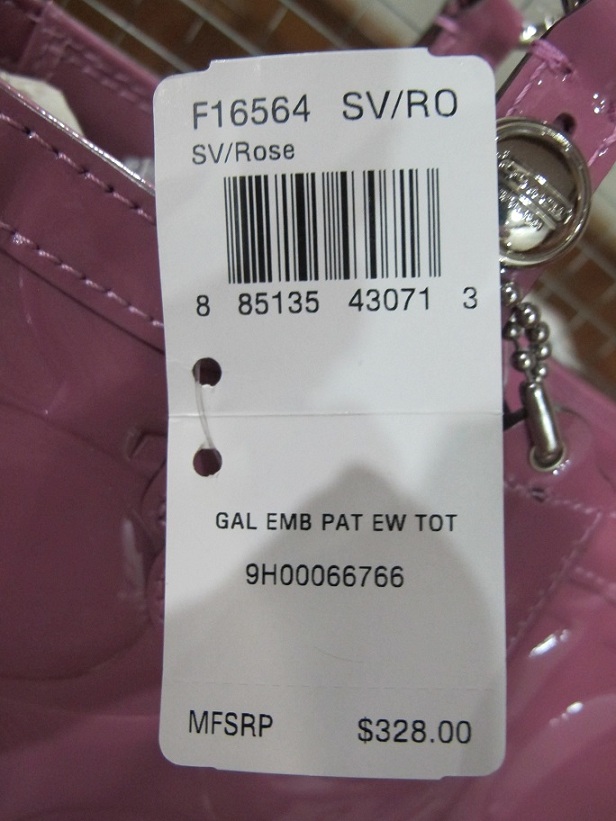 F16564 SV/RO
SV/Rose
8 85135 43071 3
GAL EMB PAT EW TOT
9H00066766
MFSRP $328.00